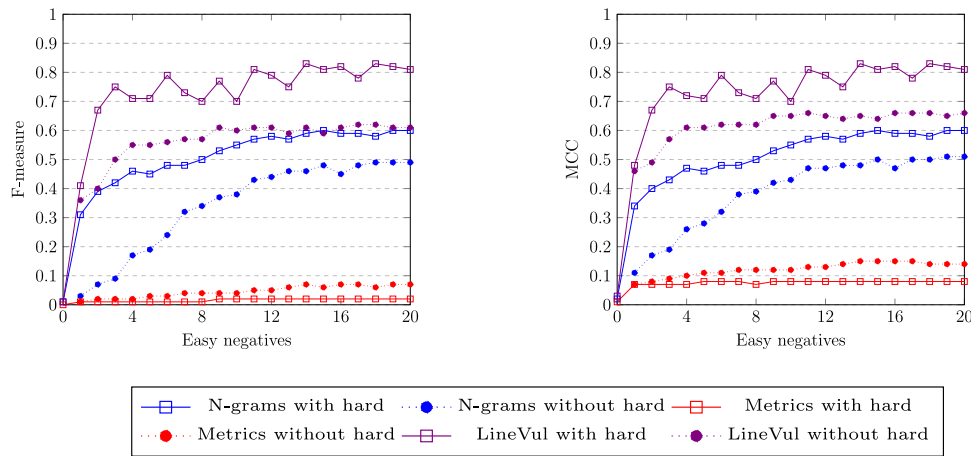 1
0.9
0.8
0.7
0.6
0.5
0.4
0.3
0.2
0.1
0
F-measure
0 4 8 12 16 20
Easy negatives
1
0.9
0.8
0.7
0.6
0.5
0.4
0.3
0.2
0.1
0
MCC
0 4 8 12 16 20
Easy negatives
N-grams with hard N-grams without hard Metrics with hard
Metrics without hard LineVul with hard LineVul without hard